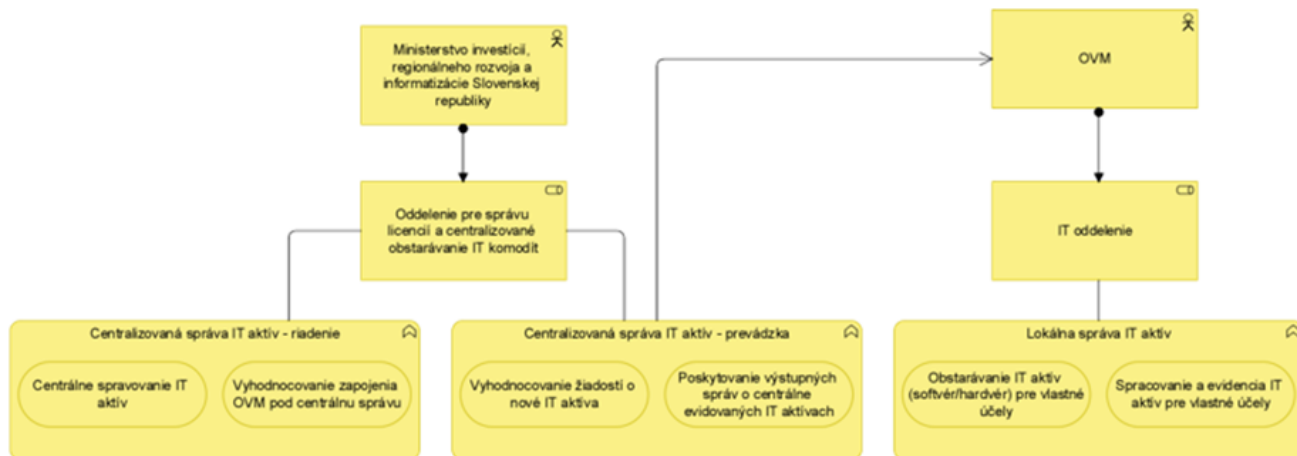 Ministerstvo investícií,
regionálneho rozvoja a
informatizácie Slovenskej
republiky
OVM
Oddelenie pre správu
licencií a centralizované
obstarávanie IT komodít
IT oddelenie
Centralizovaná správa IT aktív - riadenie
Centrálne spravovanie IT
aktív
Vyhodnocovanie zapojenia
OVM pod centrálnu správu
Centralizovaná správa IT aktív - prevádzka
Vyhodnocovanie žiadostí o
nové IT aktíva
Poskytovanie výstupných
správ o centrálne
evidovaných IT aktívach
Lokálna správa IT aktív
Obstarávanie IT aktív
(softvér/hardvér) pre vlastné
účely
Spracovanie a evidencia IT
aktív pre vlastné účely